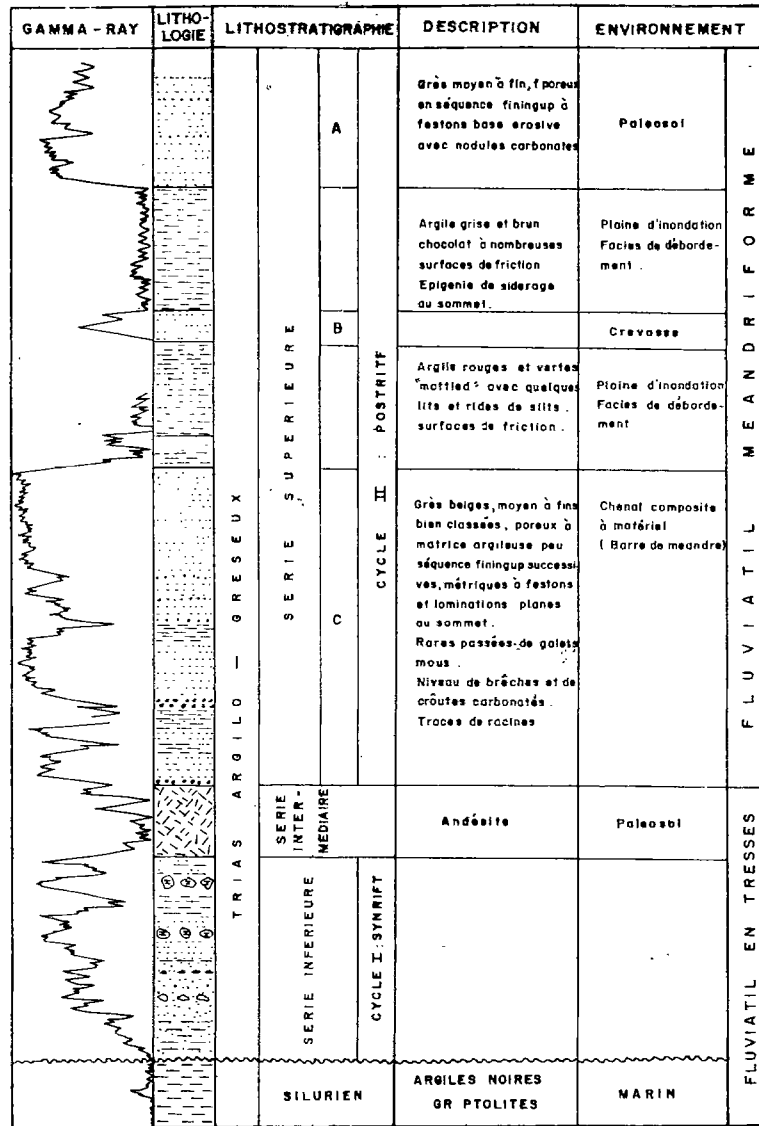 GAMMA - RAY
LITHO-
LOGIE
LITHOSTRATIGRAPHIE
DESCRIPTION
ENVIRONNEMENT
TRIAS ARGILO — GRESEUX
SERIE SUPERIEURE
A
B
C
CYCLE II : POSTRITF
Grès moyen à fin, f poreux
en séquence finingup à
festons base erosive
avec nodules carbonates
Paleosol
Argile grise et brun
chocolat à nombreuses
surfaces de friction
Epigenie de siderage
au sommet.
Plaine d'inondation
Facies de déborde-
ment .
Crevasse
Argile rouges et vertes
"mottled" avec quelques
lits et rides de silts .
surfaces de friction .
Plaine d'inondation
Facies de déborde-
ment
Grès beiges, moyen à fins
bien classées, poreux à
matrice argileuse peu
séquence finingup successi-
ves, métriques à festons
et laminations planes
au sommet .
Rares passées de galets
mous .
Niveau de brêches et de
crôutes carbonatés .
Traces de racines
Chenal composite
à matériel
( Barre de meandre)
FLUVIATIL MEANDRIFORME
SERIE
INTER-
MEDIAIRE
Andésite
Paleosol
SERIE INFERIEURE
CYCLE I : SYNRIFT
FLUVIATIL EN TRESSES
SILURIEN
ARGILES NOIRES
GR PTOLITES
MARIN